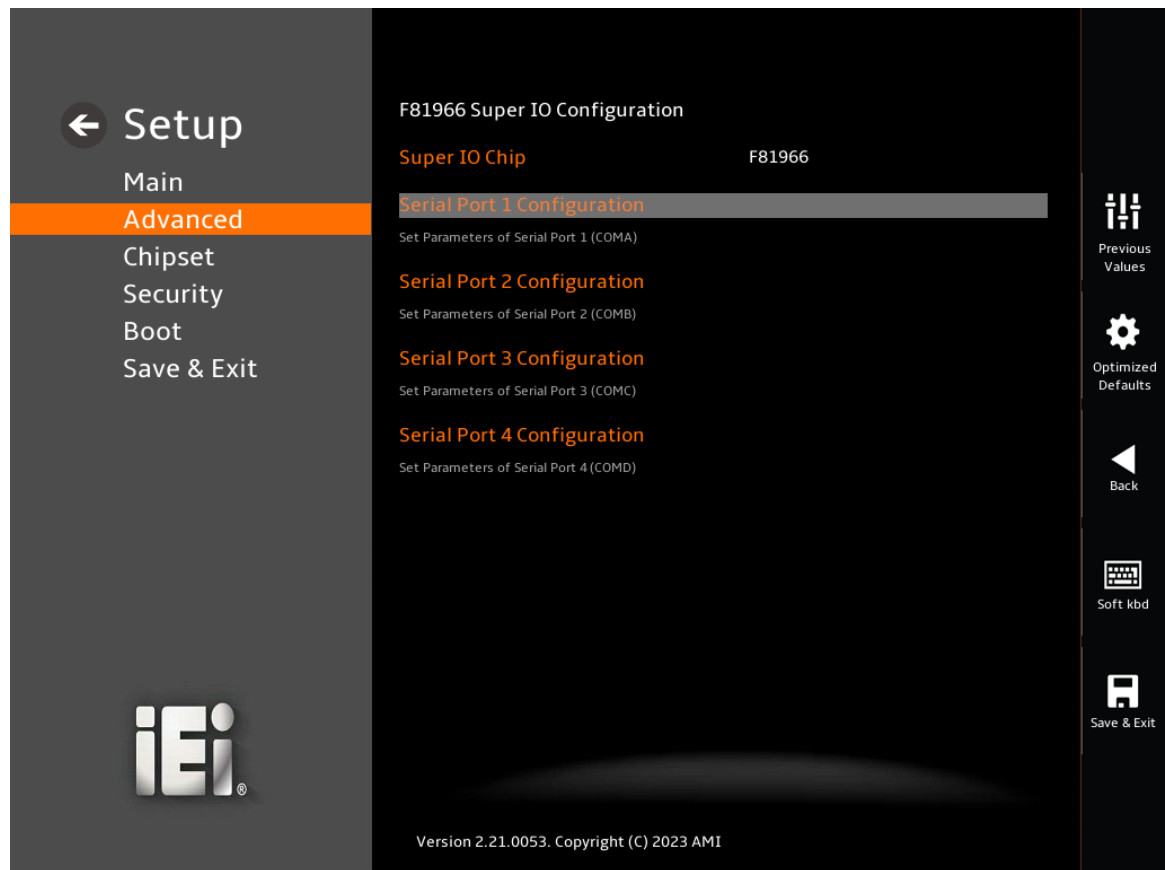 Setup
Main
Advanced
Chipset
Security
Boot
Save & Exit
iEi®
F81966 Super IO Configuration
Super IO Chip F81966
Serial Port 1 Configuration
Set Parameters of Serial Port 1 (COMA)
Serial Port 2 Configuration
Set Parameters of Serial Port 2 (COMB)
Serial Port 3 Configuration
Set Parameters of Serial Port 3 (COMC)
Serial Port 4 Configuration
Set Parameters of Serial Port 4 (COMD)
Version 2.21.0053. Copyright (C) 2023 AMI
Previous
Values
Optimized
Defaults
Back
Soft kbd
Save & Exit